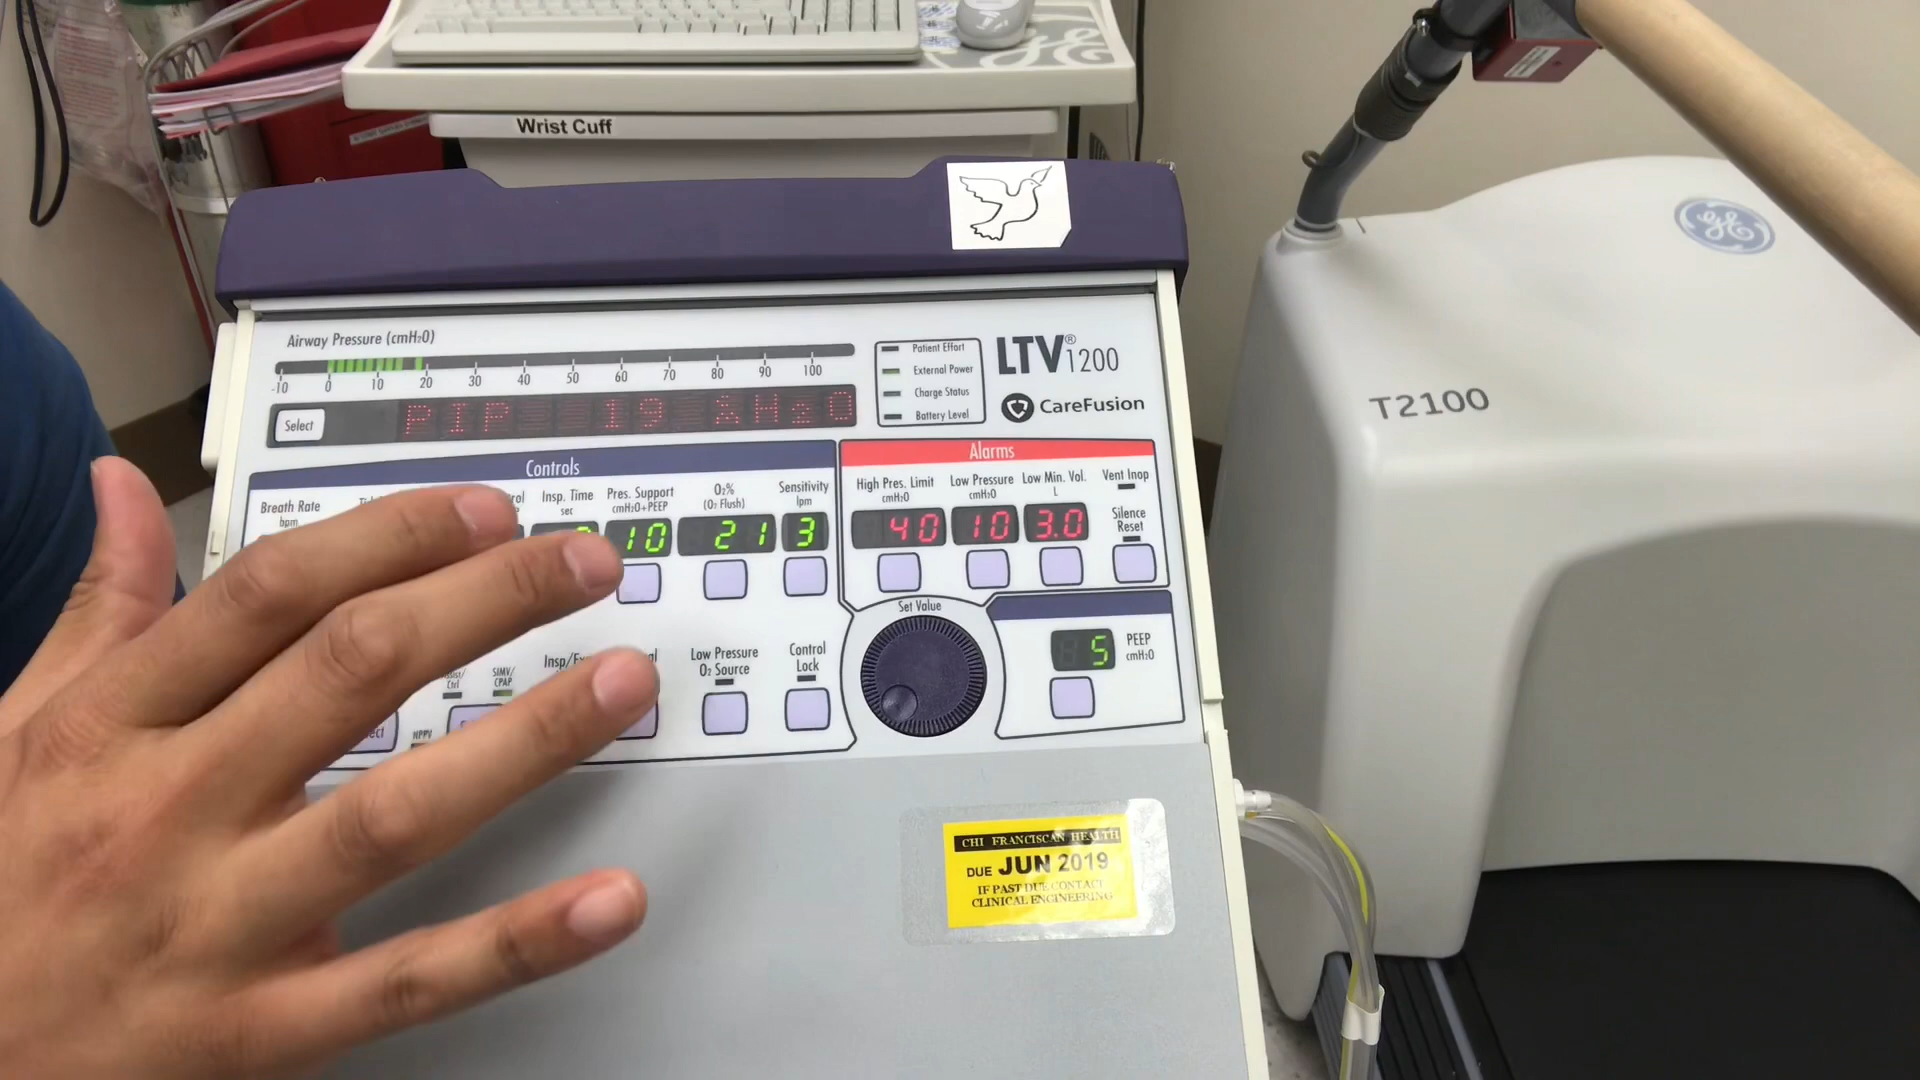 Wrist Cuff
GE
T2100
Airway Pressure (cmH₂O)
-10 0 10 20 30 40 50 60 70 80 90 100
Select
PIP 19 cmH₂O
Patient Effort
External Power
Charge Status
Battery Level
LTV® 1200
CareFusion
Controls
Breath Rate
bpm
Insp. Time
sec
Pres. Support
cmH₂O+PEEP
O₂%
(O₂ Flush)
Sensitivity
lpm
10
21
3
Alarms
High Pres. Limit
cmH₂O
Low Pressure
cmH₂O
Low Min. Vol.
L
Vent Inop
Silence
Reset
40
10
3.0
Set Value
5
PEEP
cmH₂O
SIMV/
CPAP
Ctrl
NPPV
Low Pressure
O₂ Source
Control
Lock
CHI FRANCISCAN HEALTH
DUE JUN 2019
IF PAST DUE CONTACT
CLINICAL ENGINEERING